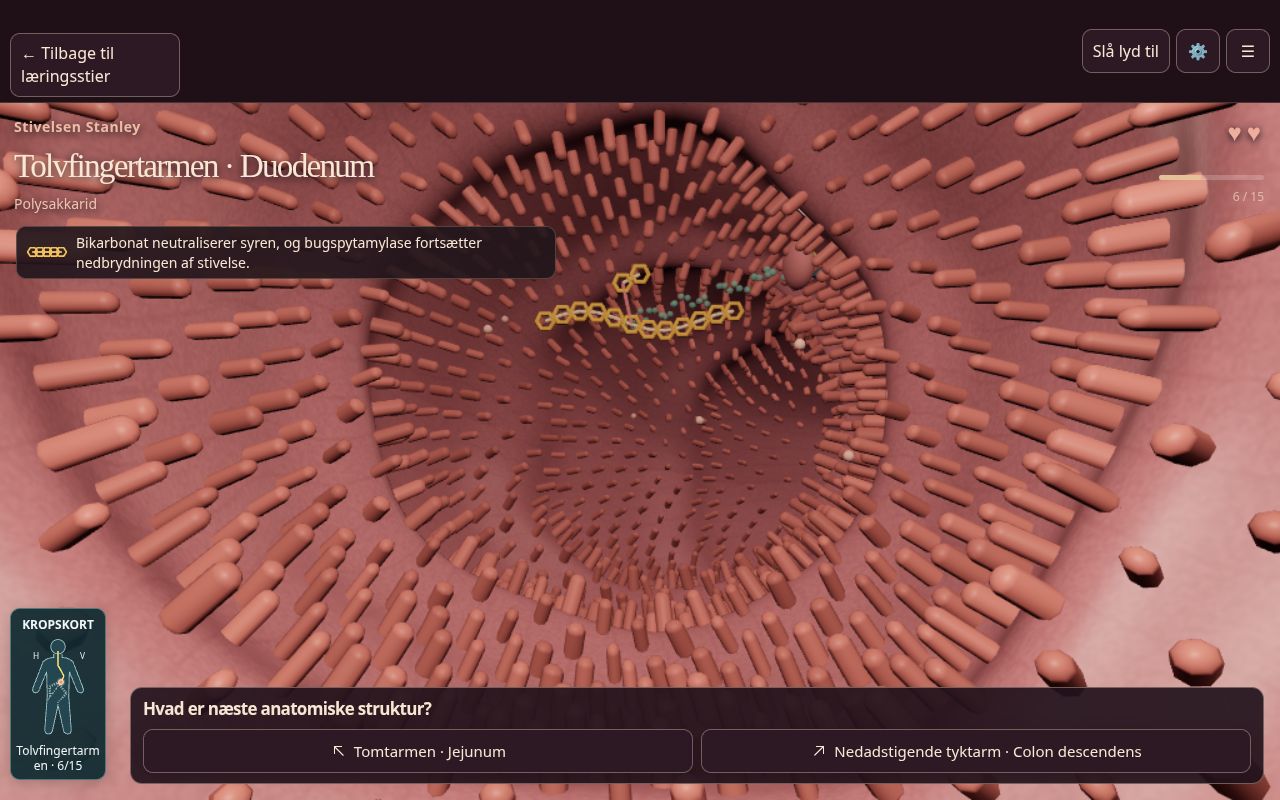 ← Tilbage til
læringsstier
Slå lyd til
Stivelsen Stanley
Tolvfingertarmen · Duodenum
Polysakkarid
6 / 15
Bikarbonat neutraliserer syren, og bugspytamylase fortsætter
nedbrydningen af stivelse.
KROPSKORT
H V
Tolvfingertarm
en · 6/15
Hvad er næste anatomiske struktur?
↖ Tomtarmen · Jejunum
↗ Nedadstigende tyktarm · Colon descendens